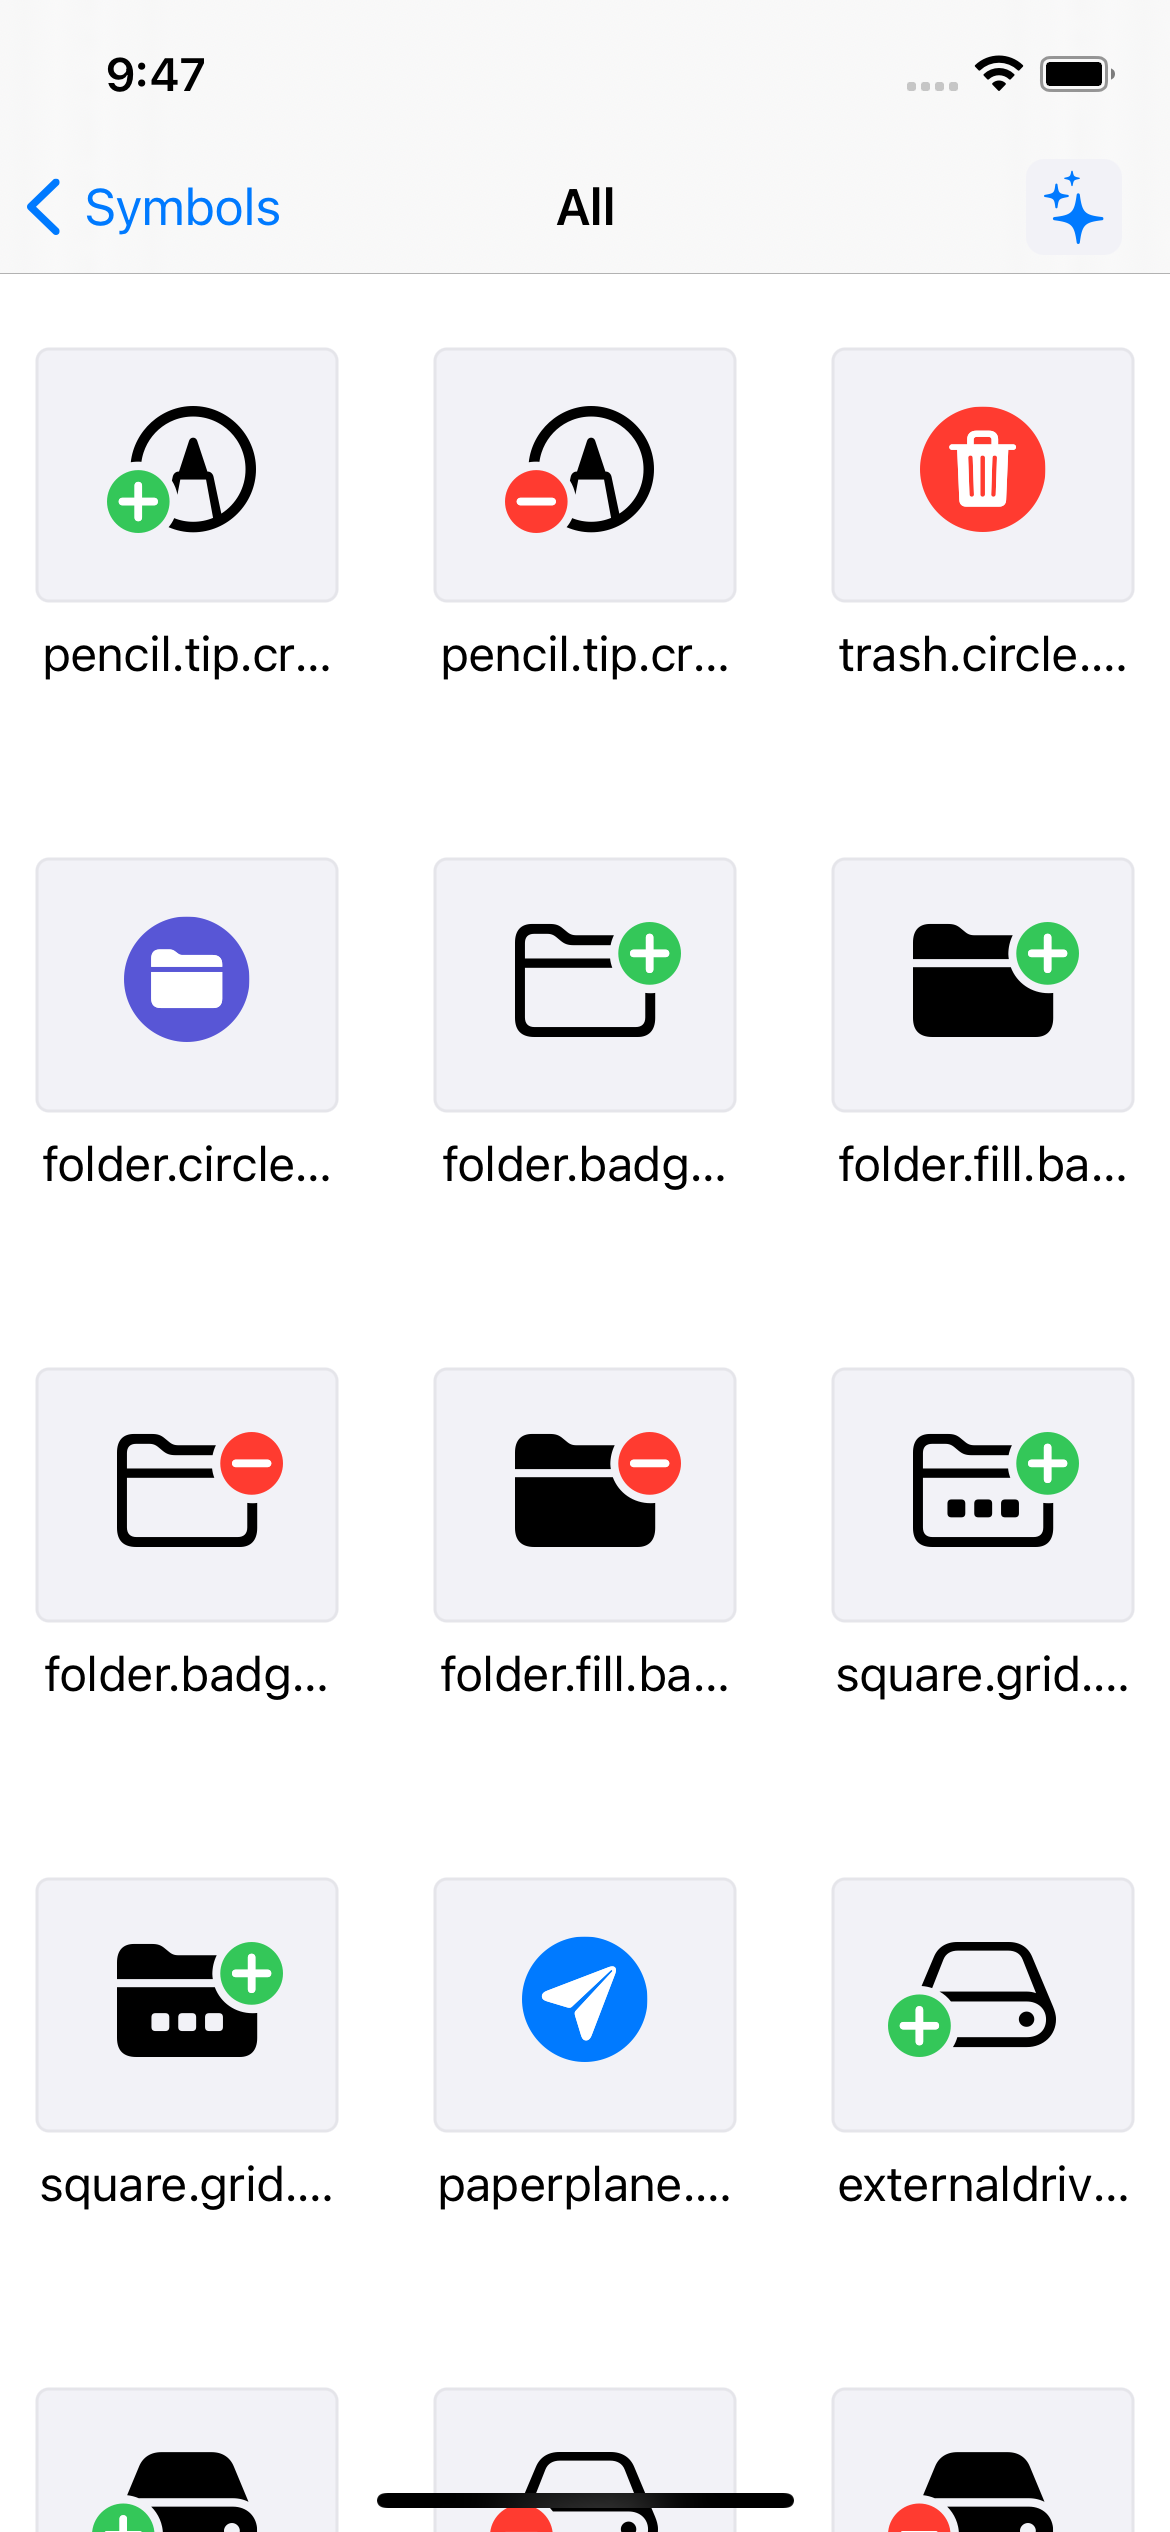 9:47
Symbols
All
pencil.tip.cr...
pencil.tip.cr...
trash.circle....
folder.circle...
folder.badg...
folder.fill.ba...
folder.badg...
folder.fill.ba...
square.grid....
square.grid....
paperplane....
externaldriv...